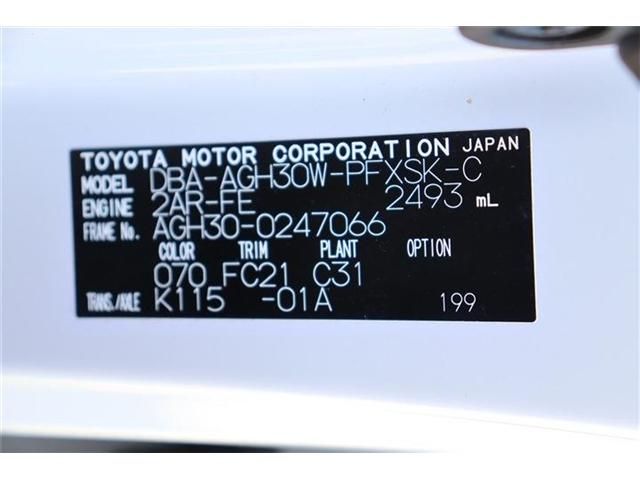 TOYOTA MOTOR CORPORATION JAPAN
MODEL DBA-AGH30W-PFXSK-C
ENGINE 2AR-FE 2493 mL
FRAME No. AGH30-0247066
COLOR TRIM PLANT OPTION
070 FC21 C31
TRANS./AXLE K115 -01A 199